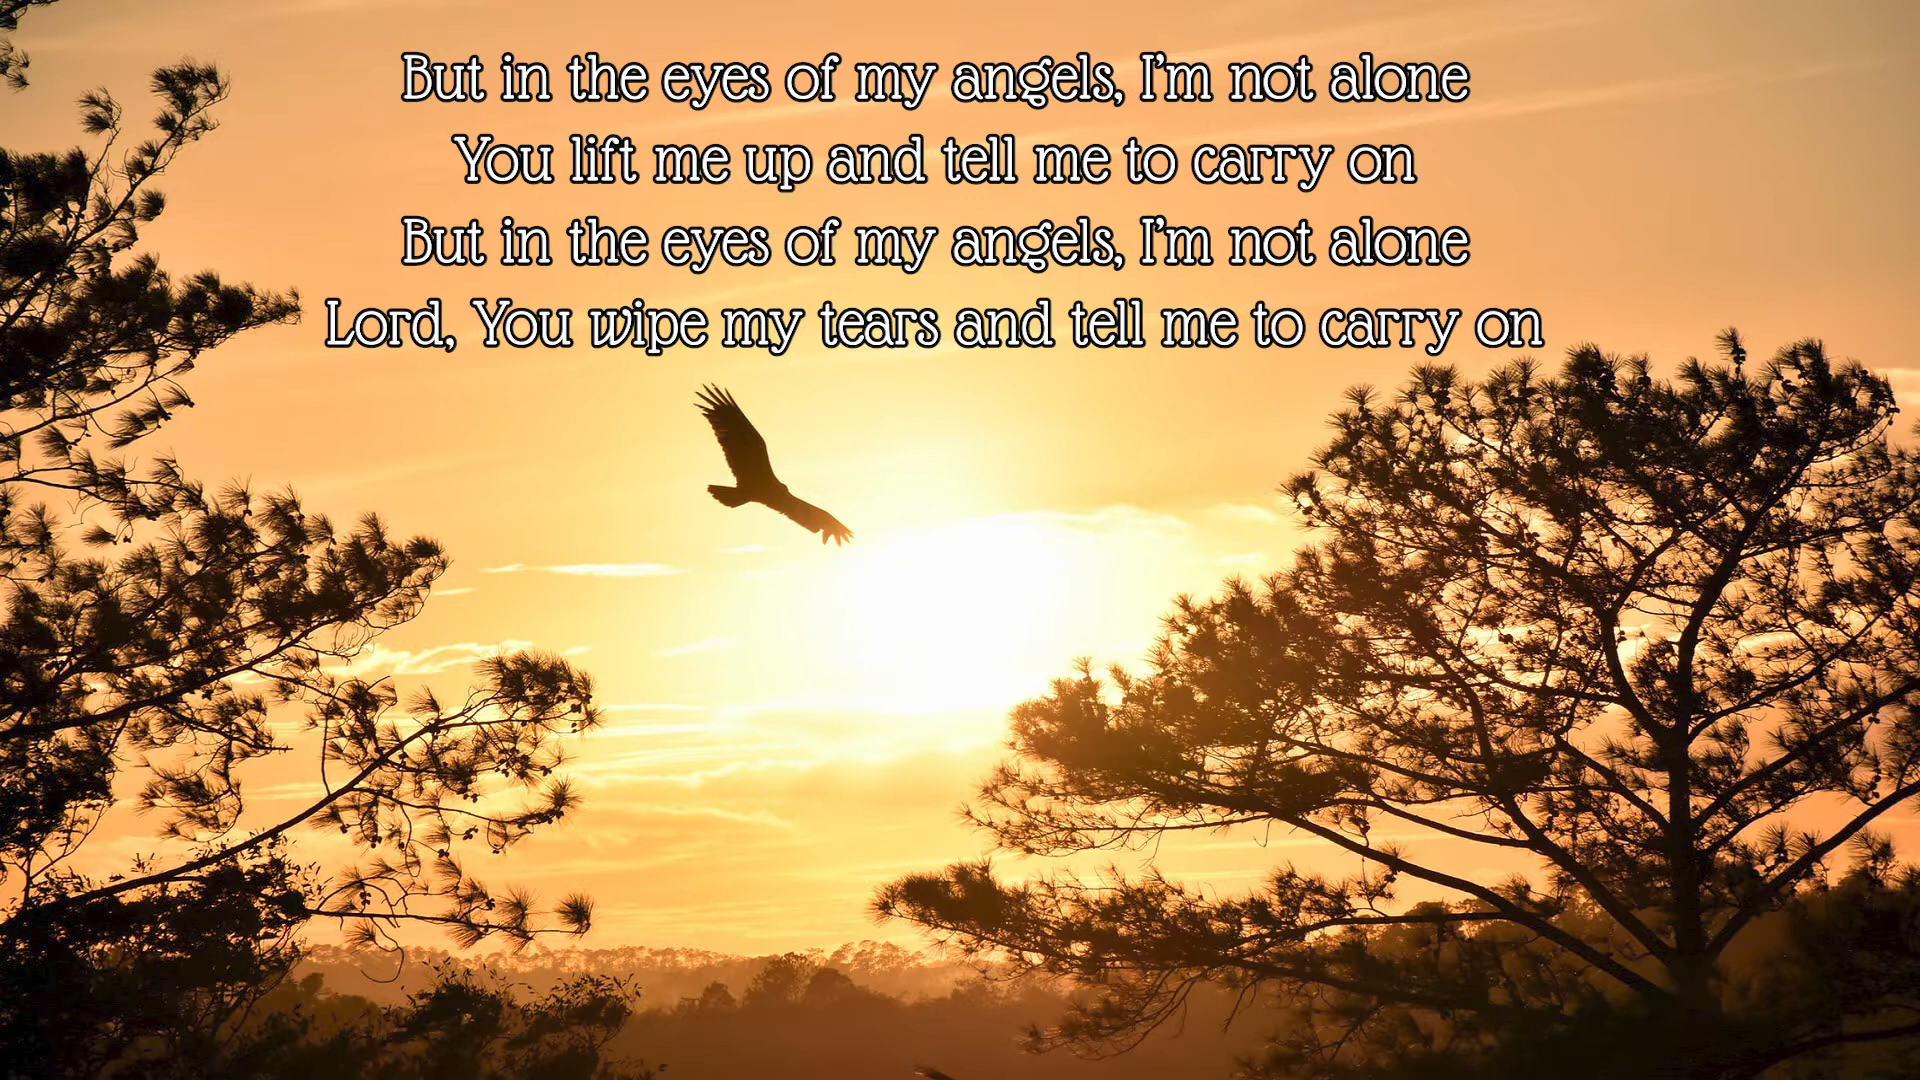 But in the eyes of my angels, I'm not alone
You lift me up and tell me to carry on
But in the eyes of my angels, I'm not alone
Lord, You wipe my tears and tell me to carry on